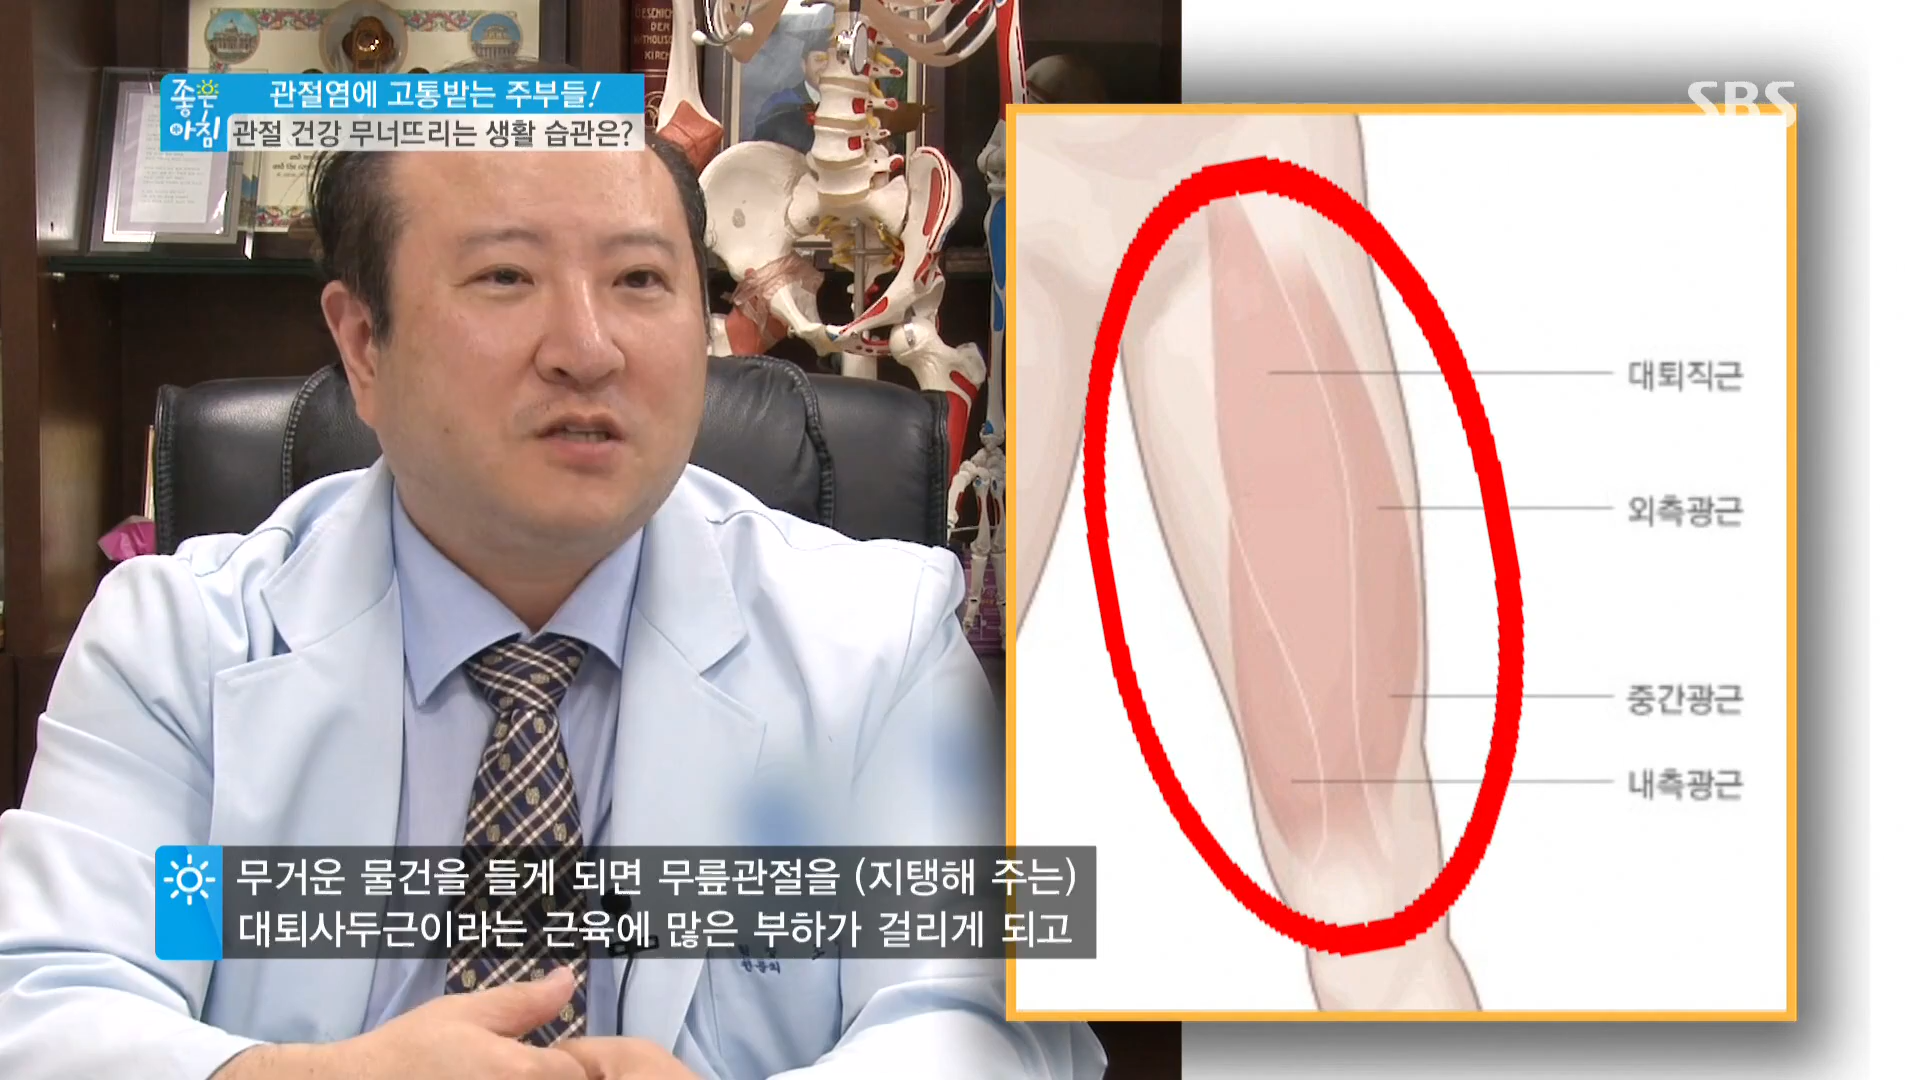 좋은
아침
관절염에 고통받는 주부들!
관절 건강 무너뜨리는 생활 습관은?
GESCHICHTE
DER
KATHOLISCHEN
KIRCHE
SBS
대퇴직근
외측광근
중간광근
내측광근
무거운 물건을 들게 되면 무릎관절을 (지탱해 주는)
대퇴사두근이라는 근육에 많은 부하가 걸리게 되고